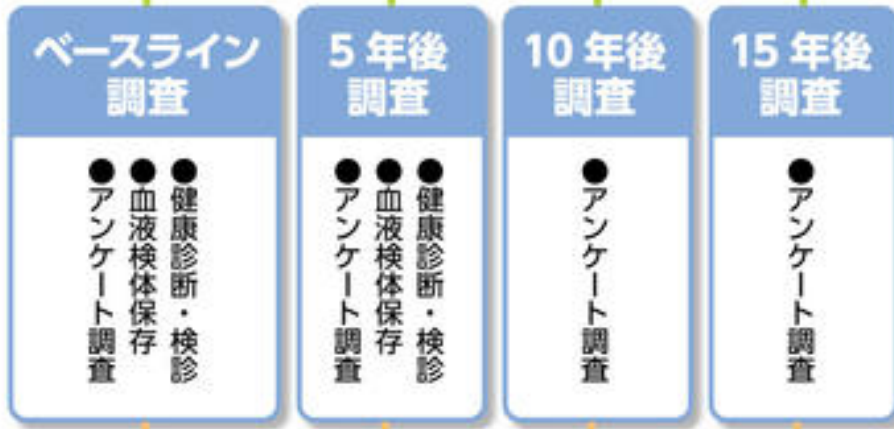 ベースライン
調査
●健康診断・検診
●血液検体保存
●アンケート調査
5年後
調査
●健康診断・検診
●血液検体保存
●アンケート調査
10年後
調査
●アンケート調査
15年後
調査
●アンケート調査